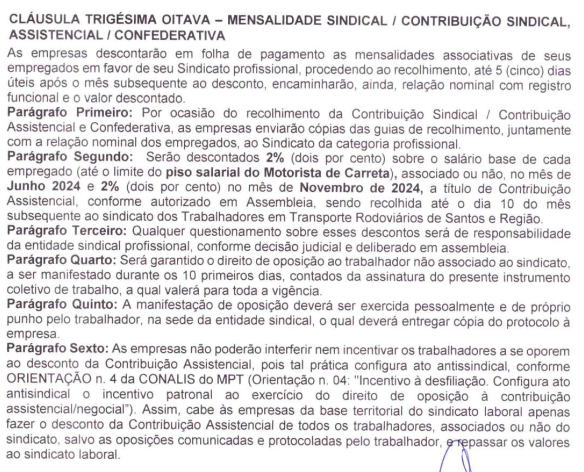 CLÁUSULA TRIGÉSIMA OITAVA – MENSALIDADE SINDICAL / CONTRIBUIÇÃO SINDICAL,
ASSISTENCIAL / CONFEDERATIVA
As empresas descontarão em folha de pagamento as mensalidades associativas de seus
empregados em favor de seu Sindicato profissional, procedendo ao recolhimento, até 5 (cinco) dias
úteis após o mês subsequente ao desconto, encaminharão, ainda, relação nominal com registro
funcional e o valor descontado.
Parágrafo Primeiro: Por ocasião do recolhimento da Contribuição Sindical / Contribuição
Assistencial e Confederativa, as empresas enviarão cópias das guias de recolhimento, juntamente
com a relação nominal dos empregados, ao Sindicato da categoria profissional.
Parágrafo Segundo: Serão descontados 2% (dois por cento) sobre o salário base de cada
empregado (até o limite do piso salarial do Motorista de Carreta), associado ou não, no mês de
Junho 2024 e 2% (dois por cento) no mês de Novembro de 2024, a título de Contribuição
Assistencial, conforme autorizado em Assembleia, sendo recolhida até o dia 10 do mês
subsequente ao sindicato dos Trabalhadores em Transporte Rodoviários de Santos e Região.
Parágrafo Terceiro: Qualquer questionamento sobre esses descontos será de responsabilidade
da entidade sindical profissional, conforme decisão judicial e deliberado em assembleia.
Parágrafo Quarto: Será garantido o direito de oposição ao trabalhador não associado ao sindicato,
a ser manifestado durante os 10 primeiros dias, contados da assinatura do presente instrumento
coletivo de trabalho, a qual valerá para toda a vigência.
Parágrafo Quinto: A manifestação de oposição deverá ser exercida pessoalmente e de próprio
punho pelo trabalhador, na sede da entidade sindical, o qual deverá entregar cópia do protocolo à
empresa.
Parágrafo Sexto: As empresas não poderão interferir nem incentivar os trabalhadores a se oporem
ao desconto da Contribuição Assistencial, pois tal prática configura ato antissindical, conforme
ORIENTAÇÃO n. 4 da CONALIS do MPT (Orientação n. 04: "Incentivo à desfiliação. Configura ato
antisindical o incentivo patronal ao exercício do direito de oposição à contribuição
assistencial/negocial"). Assim, cabe às empresas da base territorial do sindicato laboral apenas
fazer o desconto da Contribuição Assistencial de todos os trabalhadores, associados ou não do
sindicato, salvo as oposições comunicadas e protocoladas pelo trabalhador, e repassar os valores
ao sindicato laboral.